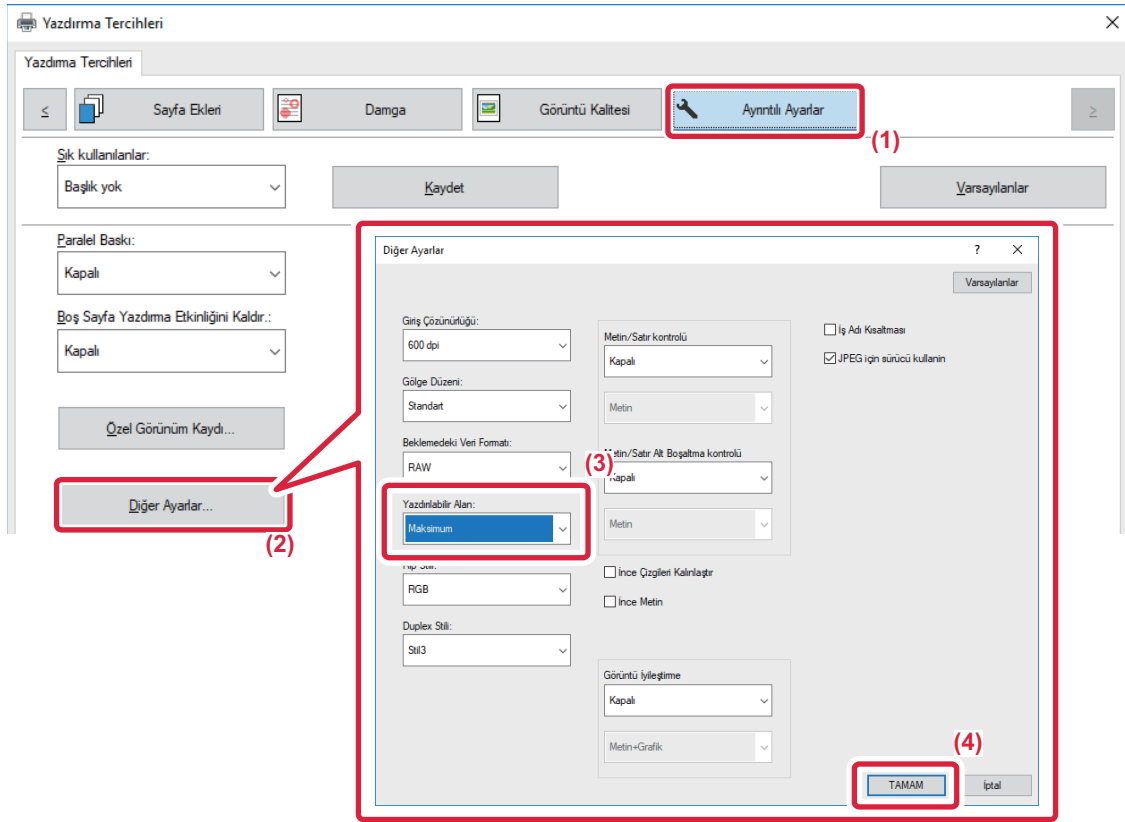 Yazdırma Tercihleri
Yazdırma Tercihleri
≤ Sayfa Ekleri Damga Görüntü Kalitesi Ayrıntılı Ayarlar ≥
(1)
Sık kullanılanlar:
Başlık yok Kaydet Varsayılanlar
Paralel Baskı:
Kapalı
Boş Sayfa Yazdırma Etkinliğini Kaldır.:
Kapalı
Özel Görünüm Kaydı...
Diğer Ayarlar...
(2)
Diğer Ayarlar ?
Varsayılanlar
Giriş Çözünürlüğü:
600 dpi
Gölge Düzeni:
Standart
Beklemedeki Veri Formatı:
RAW
(3)
Yazdırılabilir Alan:
Maksimum
Rip Stili:
RGB
Duplex Stili:
Stil3
Metin/Satır kontrolü
Kapalı
Metin
Metin/Satır Alt Boşaltma kontrolü
Kapalı
Metin
İnce Çizgileri Kalınlaştır
İnce Metin
Görüntü İyileştirme
Kapalı
Metin+Grafik
İş Adı Kısaltması
JPEG için sürücü kullanin
(4)
TAMAM İptal